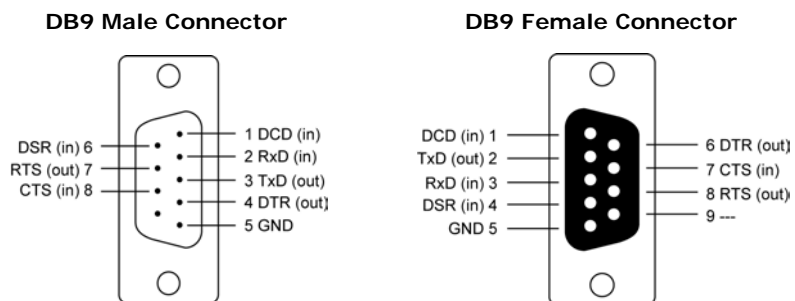 DB9 Male Connector
DSR (in) 6
RTS (out) 7
CTS (in) 8
1 DCD (in)
2 RxD (in)
3 TxD (out)
4 DTR (out)
5 GND
DB9 Female Connector
DCD (in) 1
TxD (out) 2
RxD (in) 3
DSR (in) 4
GND 5
6 DTR (out)
7 CTS (in)
8 RTS (out)
9 ---